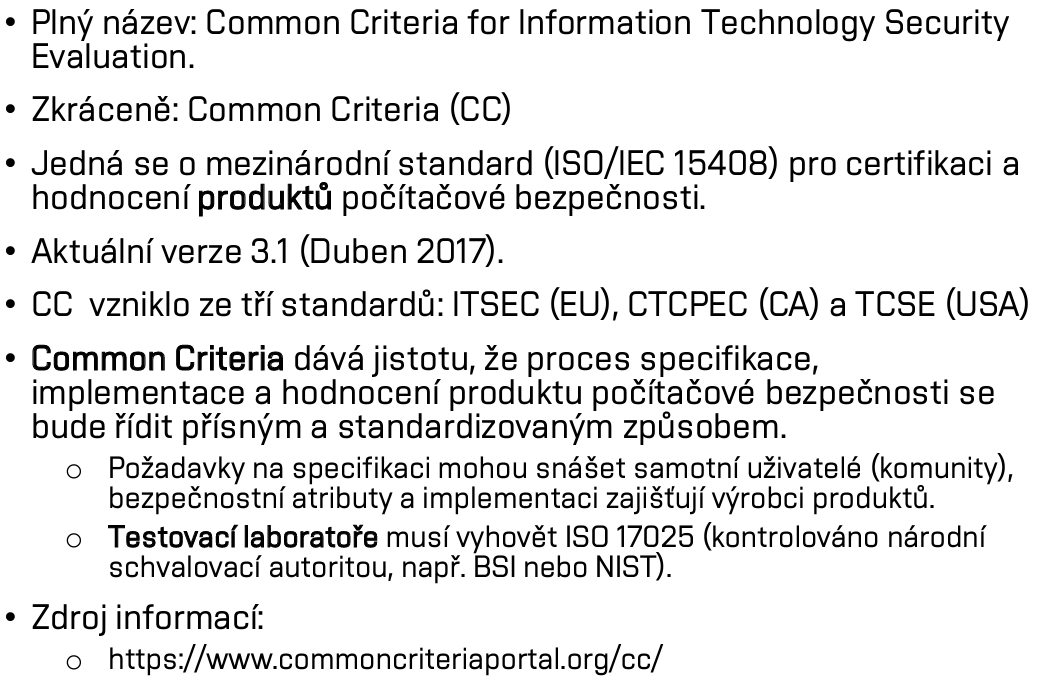 • Plný název: Common Criteria for Information Technology Security
Evaluation.
• Zkráceně: Common Criteria (CC)
• Jedná se o mezinárodní standard (ISO/IEC 15408) pro certifikaci a
hodnocení produktů počítačové bezpečnosti.
• Aktuální verze 3.1 (Duben 2017).
• CC vzniklo ze tří standardů: ITSEC (EU), CTCPEC (CA) a TCSE (USA)
• Common Criteria dává jistotu, že proces specifikace,
implementace a hodnocení produktu počítačové bezpečnosti se
bude řídit přísným a standardizovaným způsobem.
o Požadavky na specifikaci mohou snášet samotní uživatelé (komunity),
bezpečnostní atributy a implementaci zajišťují výrobci produktů.
o Testovací laboratoře musí vyhovět ISO 17025 (kontrolováno národní
schvalovací autoritou, např. BSI nebo NIST).
• Zdroj informací:
o https://www.commoncriteriaportal.org/cc/